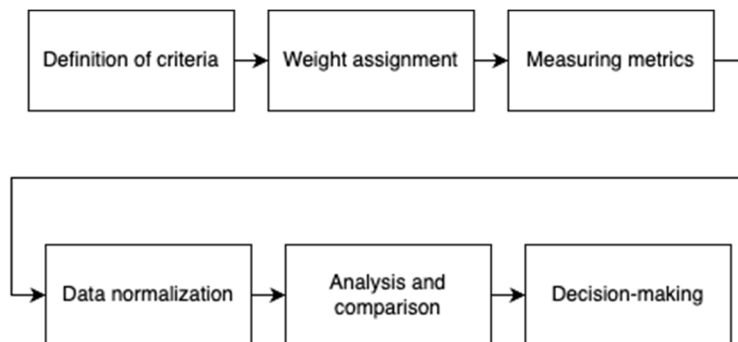 Definition of criteria
Weight assignment
Measuring metrics
Data normalization
Analysis and
comparison
Decision-making